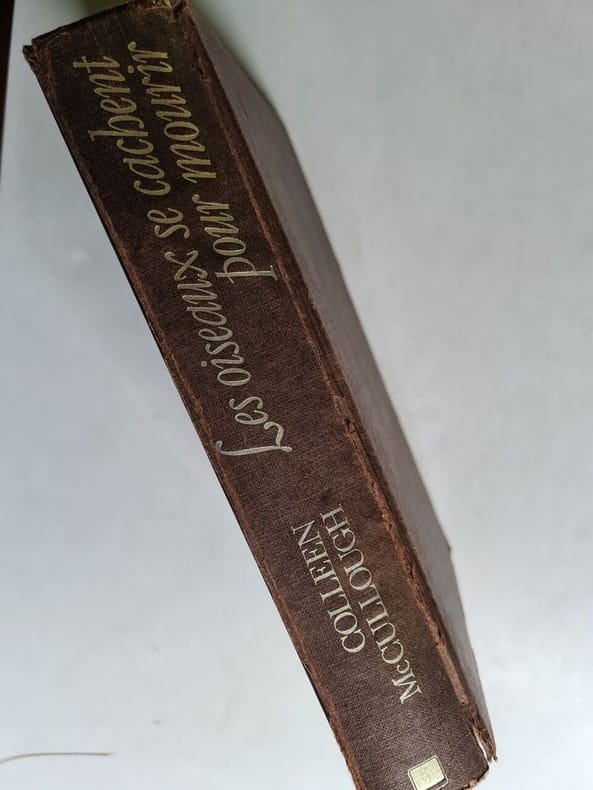 Les oiseaux se cachent
pour mourir
COLLEEN
McCULLOUGH